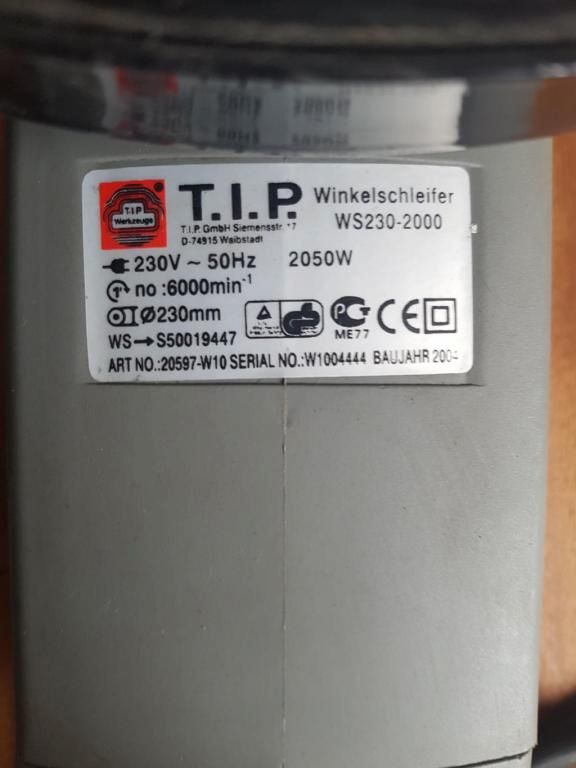 T.I.P.
Werkzeuge
®
T.I.P.
Winkelschleifer
WS230-2000
T.I.P. GmbH Siemensstr. 17
D-74915 Waibstadt
230V ~ 50Hz 2050W
no :6000min⁻¹
Ø230mm
WS→S50019447
ME77
CE
ART NO.:20597-W10 SERIAL NO.:W1004444 BAUJAHR 2004